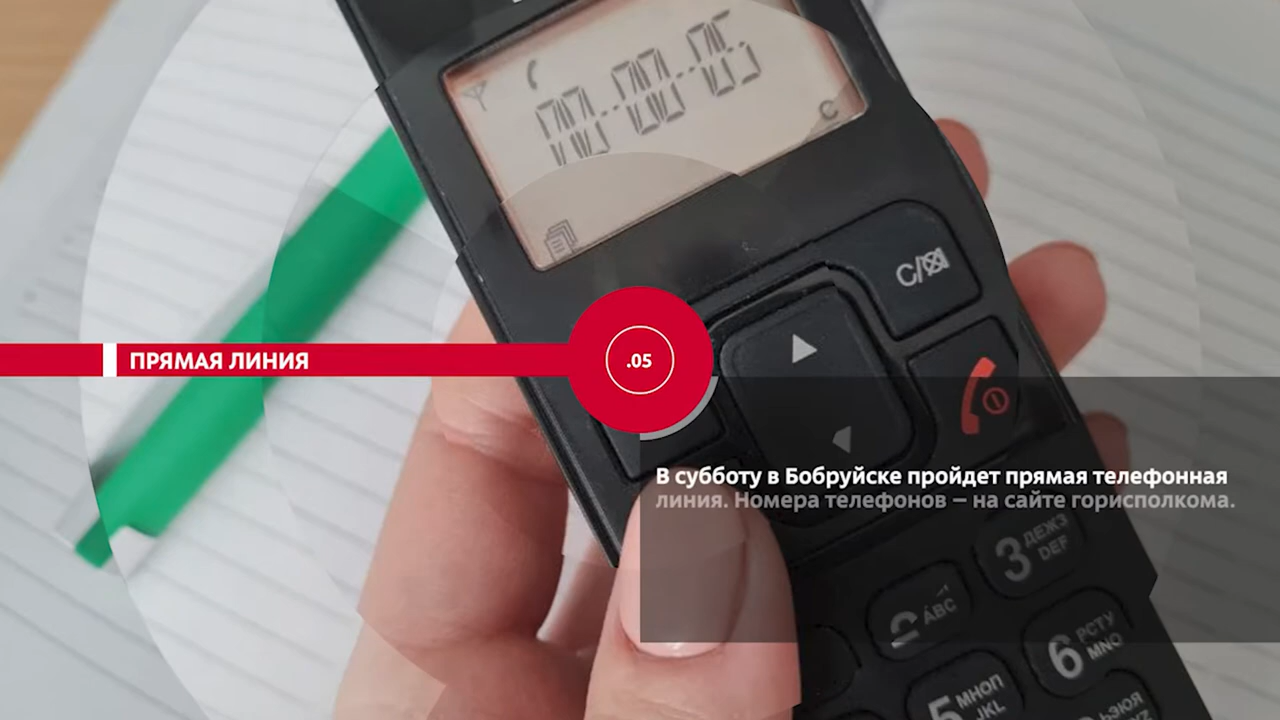 00-00-05
C
C/
ПРЯМАЯ ЛИНИЯ
.05
В субботу в Бобруйске пройдет прямая телефонная
линия. Номера телефонов – на сайте горисполкома.
3 ДЕЖЗ
DEF
ABC
6 РСТУ
MNO
5 МНОП
JKL
ЬЭЮЯ